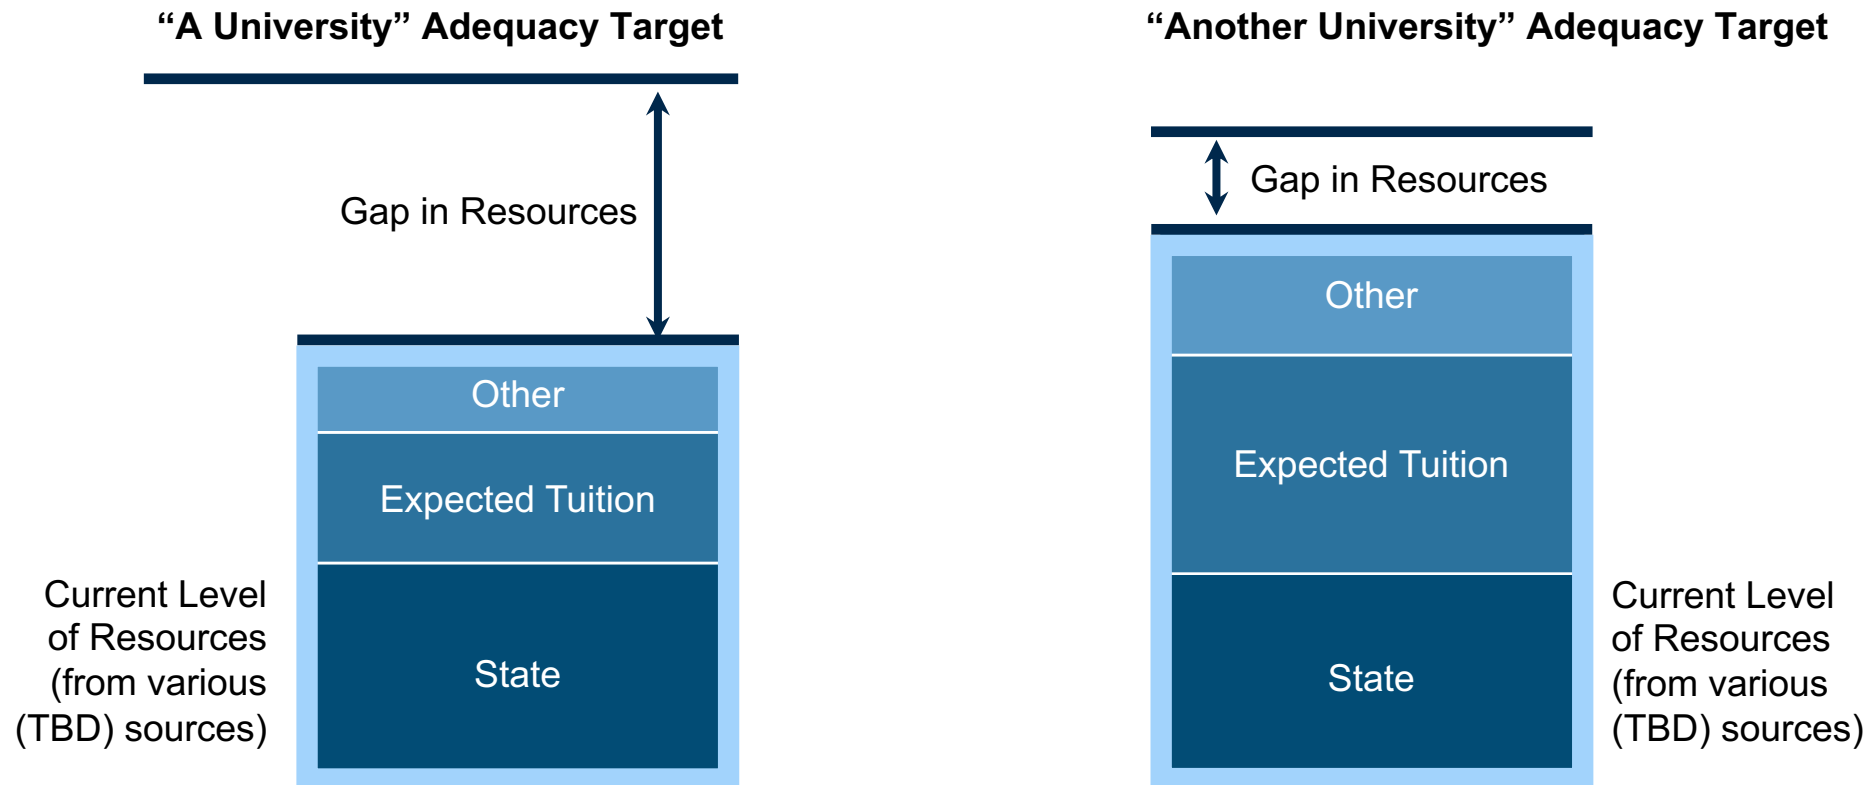 “A University” Adequacy Target
Gap in Resources
Other
Expected Tuition
State
Current Level
of Resources
(from various
(TBD) sources)
“Another University” Adequacy Target
Gap in Resources
Other
Expected Tuition
State
Current Level
of Resources
(from various
(TBD) sources)